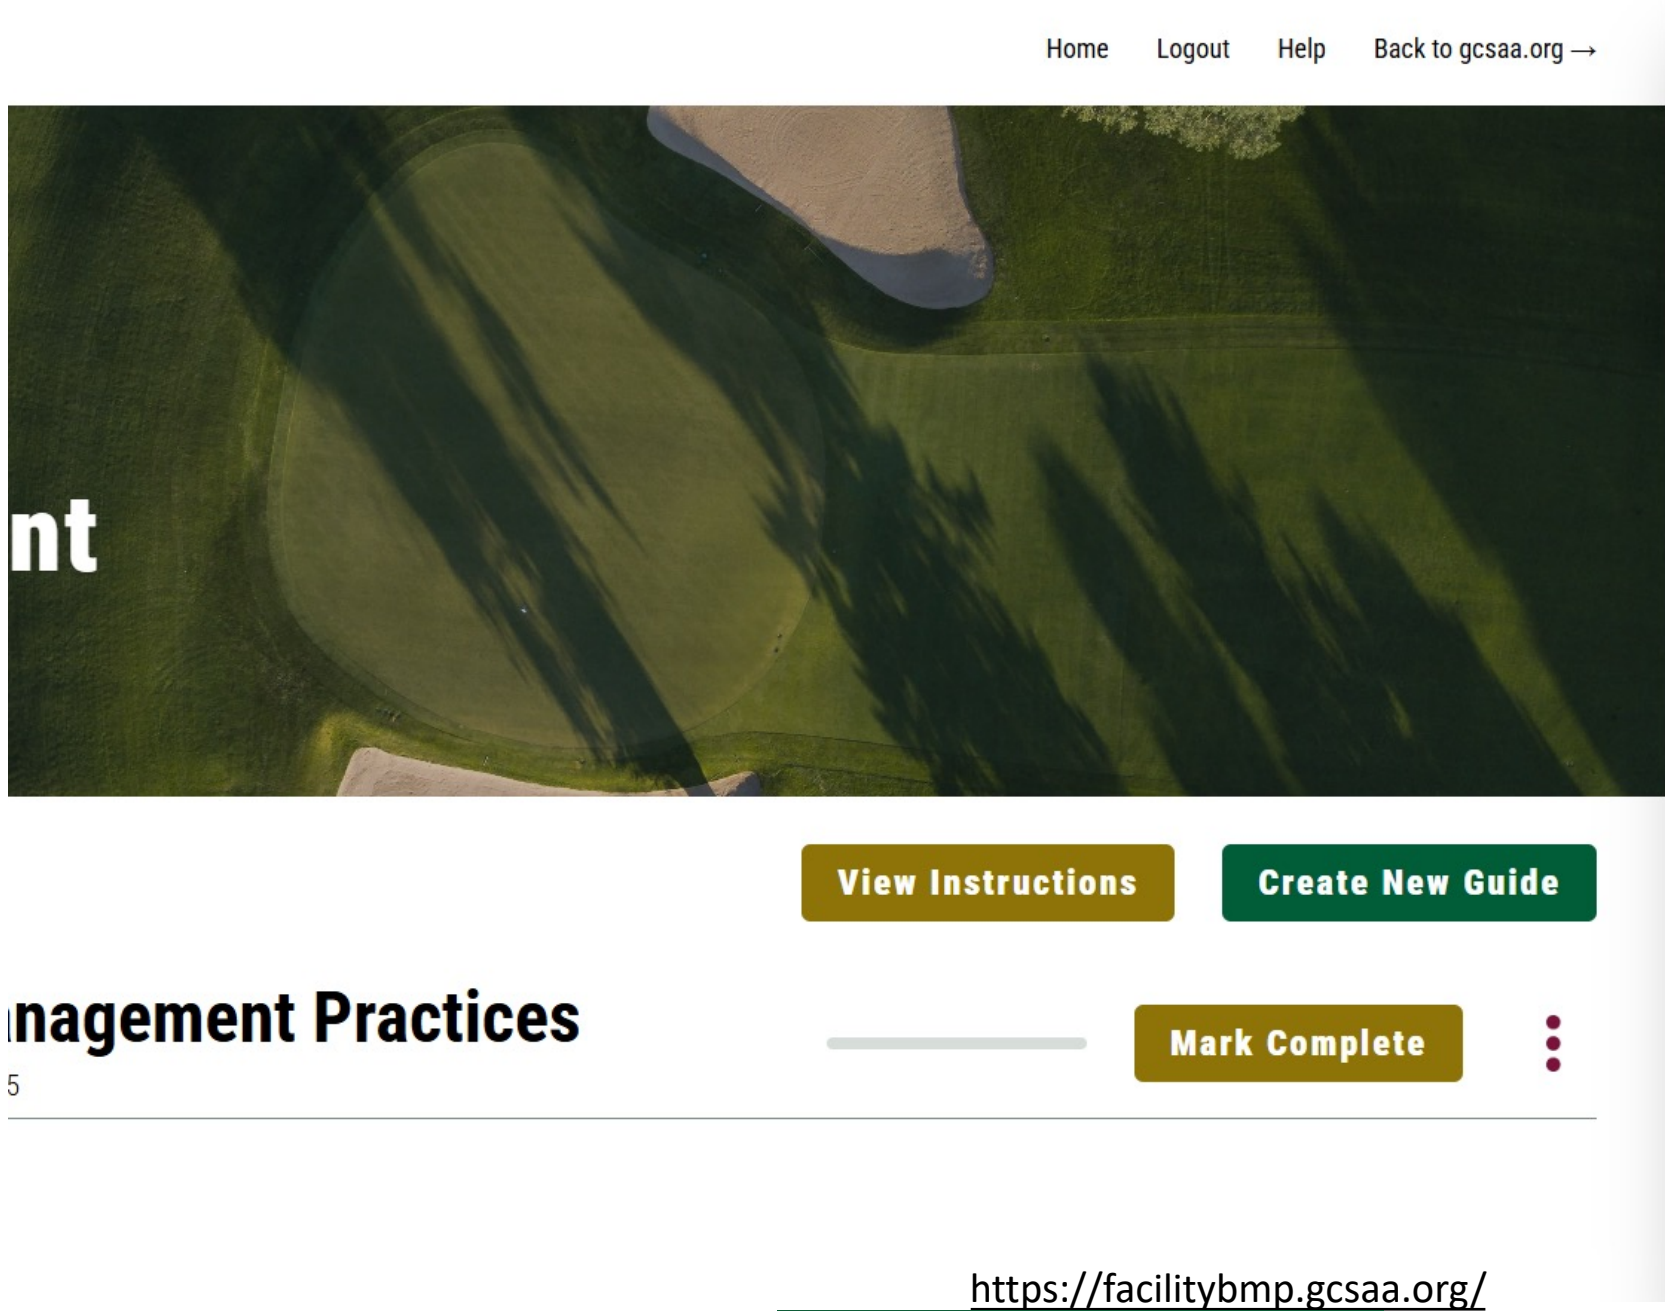 Home Logout Help Back to gcsaa.org →
nt
View Instructions Create New Guide
nagement Practices
Mark Complete
5
https://facilitybmp.gcsaa.org/